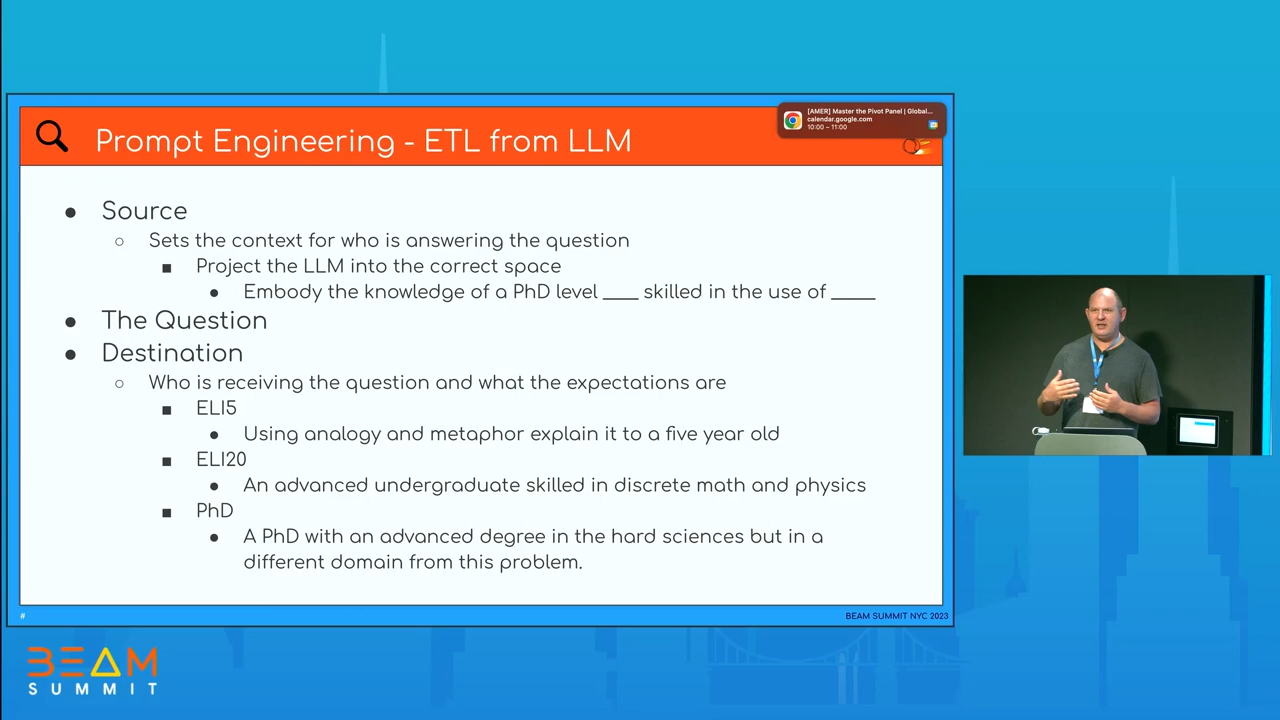 Prompt Engineering - ETL from LLM
[AMER] Master the Pivot Panel | Global...
calendar.google.com
10:00 – 11:00
● Source
○ Sets the context for who is answering the question
■ Project the LLM into the correct space
● Embody the knowledge of a PhD level ____ skilled in the use of _____
● The Question
● Destination
○ Who is receiving the question and what the expectations are
■ ELI5
● Using analogy and metaphor explain it to a five year old
■ ELI20
● An advanced undergraduate skilled in discrete math and physics
■ PhD
● A PhD with an advanced degree in the hard sciences but in a
different domain from this problem.
#
BEAM SUMMIT NYC 2023
BEAM
SUMMIT